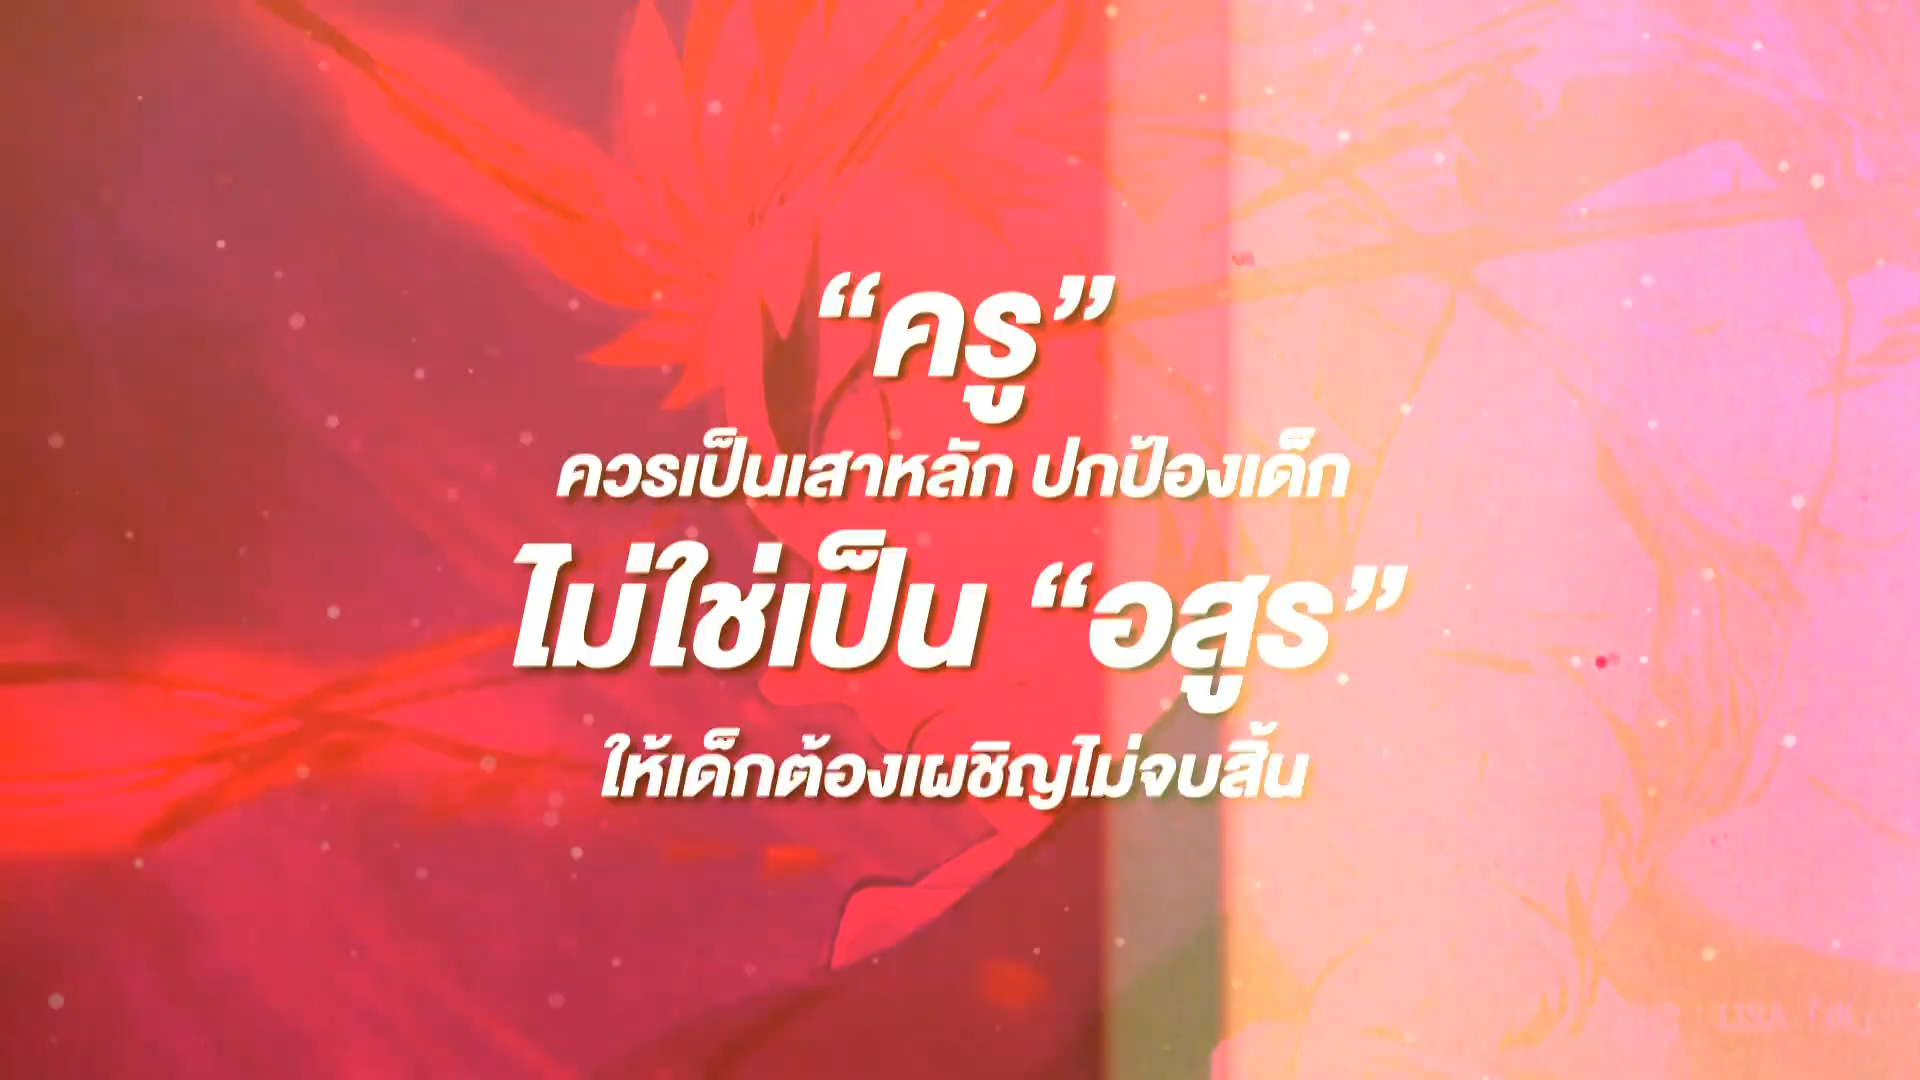 “ครู”
ควรเป็นเสาหลัก ปกป้องเด็ก
ไม่ใช่เป็น “อสูร”
ให้เด็กต้องเผชิญไม่จบสิ้น